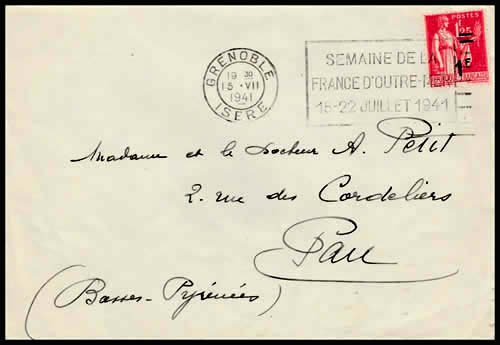 POSTES
25
1F
GRENOBLE
19 30
15 · VII
1941
ISERE
SEMAINE DE LA
FRANCE D'OUTRE-MER
15-22 JUILLET 1941
Madame et le Docteur A. Petit
2. rue des Cordeliers
Pau
(Basses-Pyrénées)